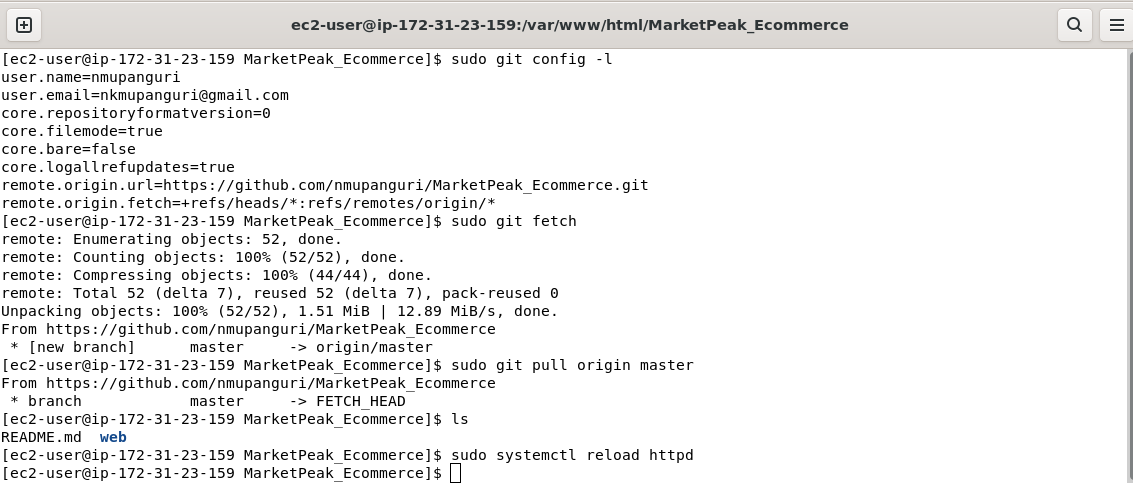 ec2-user@ip-172-31-23-159:/var/www/html/MarketPeak_Ecommerce
[ec2-user@ip-172-31-23-159 MarketPeak_Ecommerce]$ sudo git config -l
user.name=nmupanguri
user.email=nkmupanguri@gmail.com
core.repositoryformatversion=0
core.filemode=true
core.bare=false
core.logallrefupdates=true
remote.origin.url=https://github.com/nmupanguri/MarketPeak_Ecommerce.git
remote.origin.fetch=+refs/heads/*:refs/remotes/origin/*
[ec2-user@ip-172-31-23-159 MarketPeak_Ecommerce]$ sudo git fetch
remote: Enumerating objects: 52, done.
remote: Counting objects: 100% (52/52), done.
remote: Compressing objects: 100% (44/44), done.
remote: Total 52 (delta 7), reused 52 (delta 7), pack-reused 0
Unpacking objects: 100% (52/52), 1.51 MiB | 12.89 MiB/s, done.
From https://github.com/nmupanguri/MarketPeak_Ecommerce
 * [new branch]      master     -> origin/master
[ec2-user@ip-172-31-23-159 MarketPeak_Ecommerce]$ sudo git pull origin master
From https://github.com/nmupanguri/MarketPeak_Ecommerce
 * branch            master     -> FETCH_HEAD
[ec2-user@ip-172-31-23-159 MarketPeak_Ecommerce]$ ls
README.md  web
[ec2-user@ip-172-31-23-159 MarketPeak_Ecommerce]$ sudo systemctl reload httpd
[ec2-user@ip-172-31-23-159 MarketPeak_Ecommerce]$